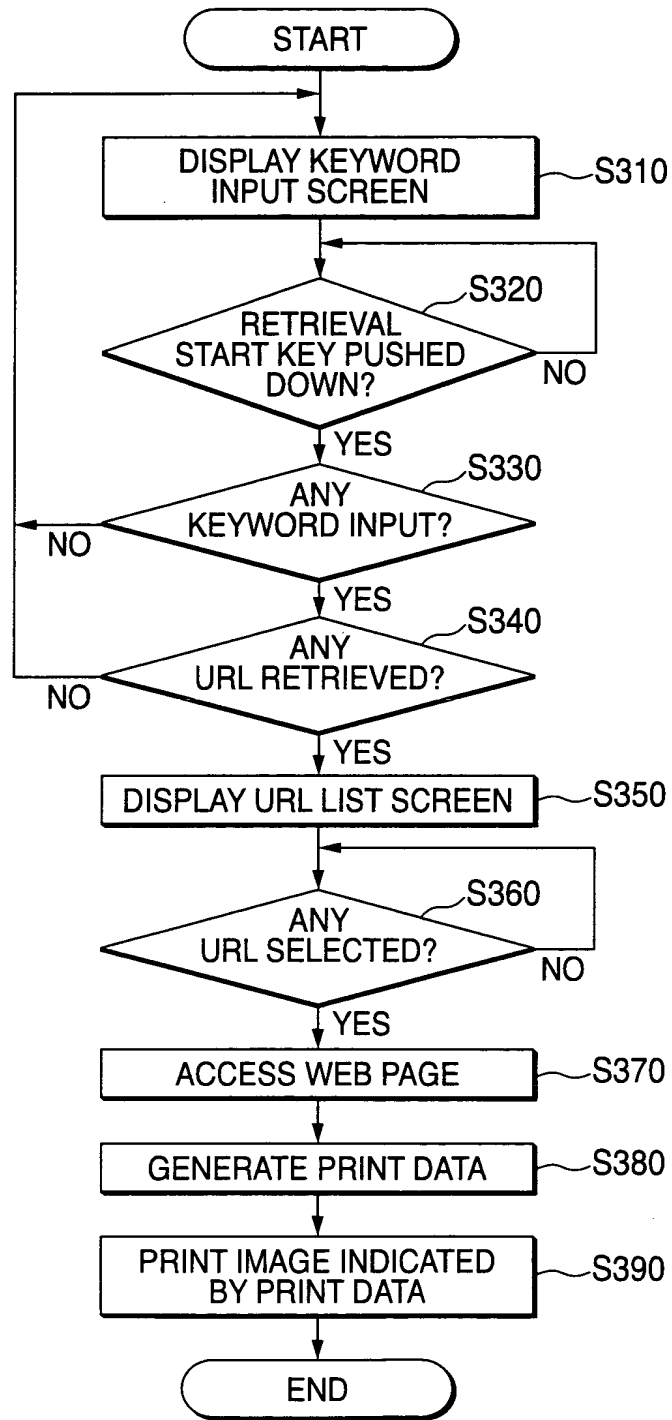 START
DISPLAY KEYWORD
INPUT SCREEN
S310
S320
RETRIEVAL
START KEY PUSHED
DOWN?
NO
YES
S330
ANY
KEYWORD INPUT?
NO
YES
S340
ANY
URL RETRIEVED?
NO
YES
DISPLAY URL LIST SCREEN
S350
S360
ANY
URL SELECTED?
NO
YES
ACCESS WEB PAGE
S370
GENERATE PRINT DATA
S380
PRINT IMAGE INDICATED
BY PRINT DATA
S390
END